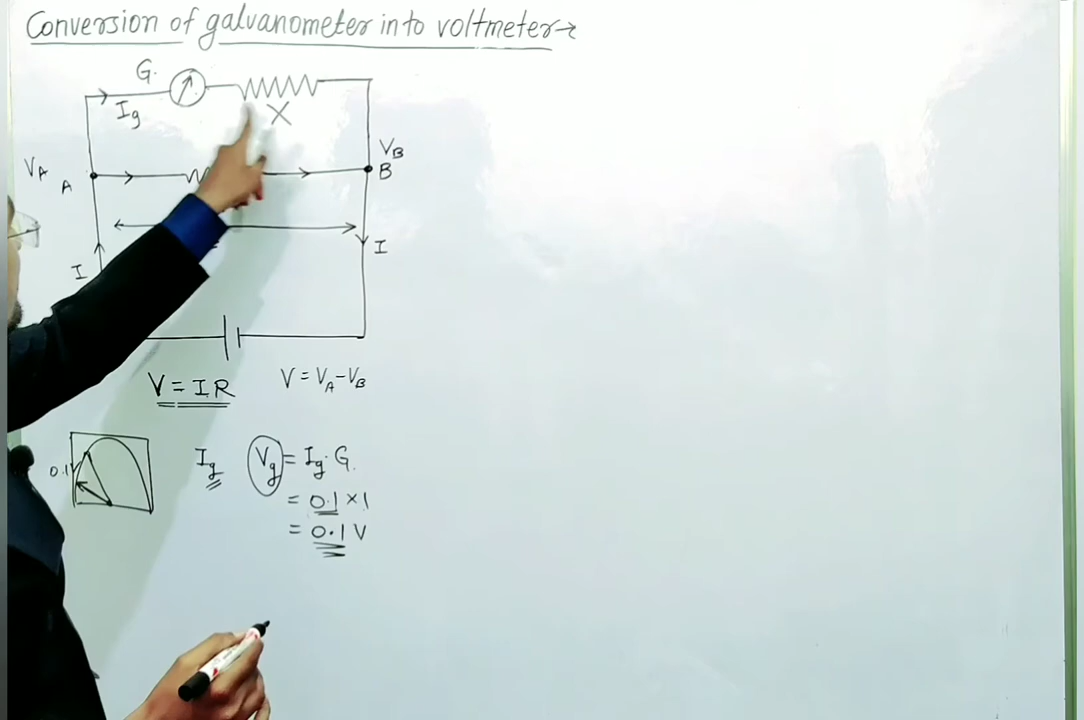 Conversion of galvanometer into voltmeter→
G.
Ig
X
VA
A
VB
B
I
I
V = IR
V = VA - VB
0.1
Ig
Vg = Ig. G.
= 0.1 × 1
= 0.1 V